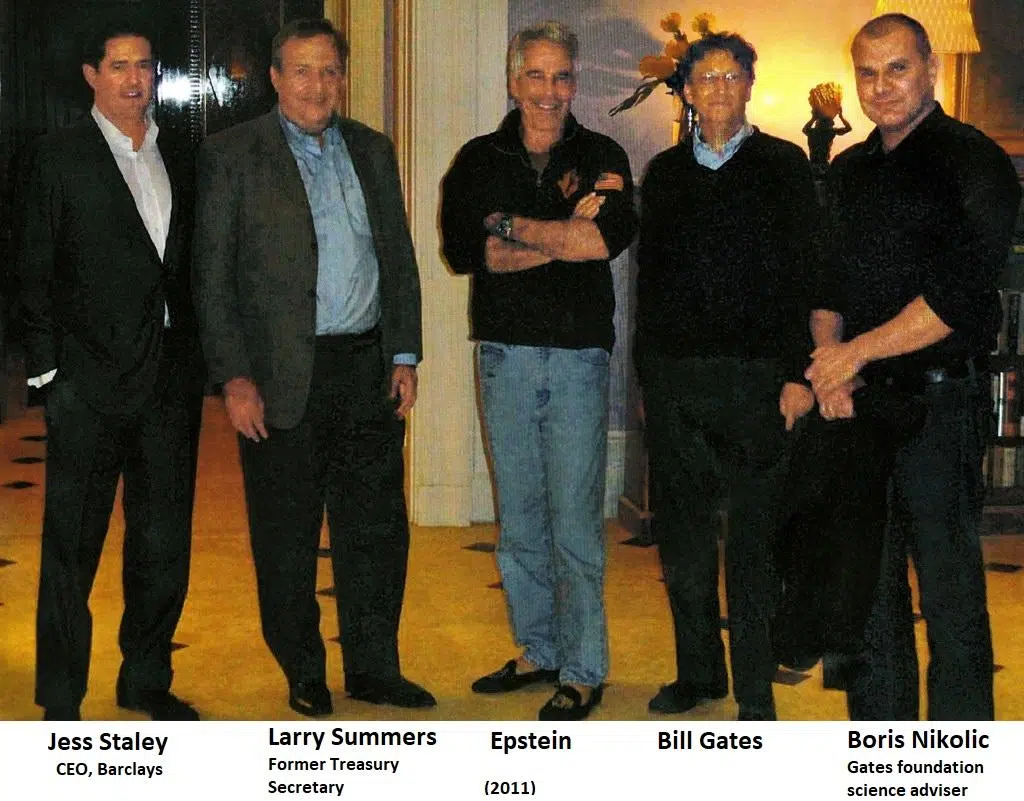 Jess Staley
CEO, Barclays
Larry Summers
Former Treasury
Secretary
Epstein
(2011)
Bill Gates
Boris Nikolic
Gates foundation
science adviser